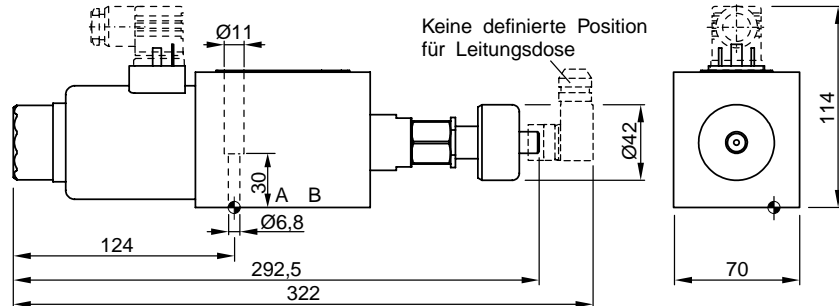 Ø11
Keine definierte Position
für Leitungsdose
114
Ø42
30
A B
Ø6,8
124
292,5
70
322